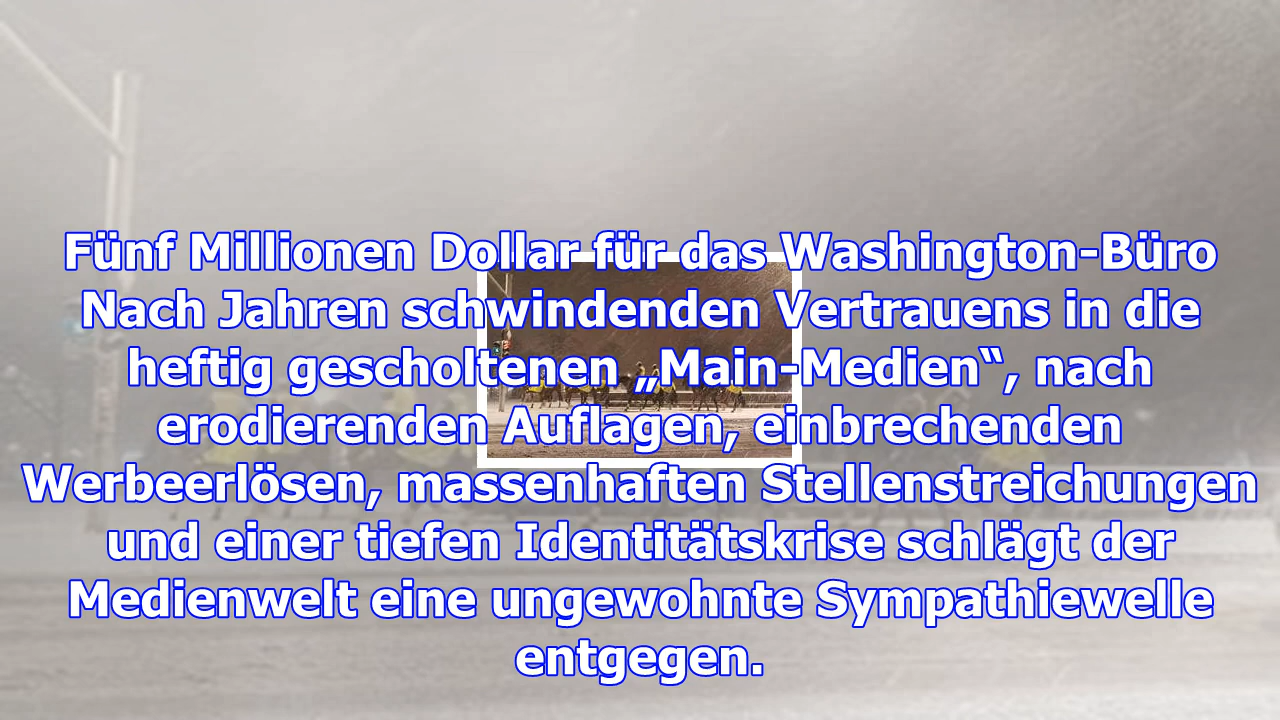 Fünf Millionen Dollar für das Washington-Büro
Nach Jahren schwindenden Vertrauens in die
heftig gescholtenen „Main-Medien“, nach
erodierenden Auflagen, einbrechenden
Werbeerlösen, massenhaften Stellenstreichungen
und einer tiefen Identitätskrise schlägt der
Medienwelt eine ungewohnte Sympathiewelle
entgegen.